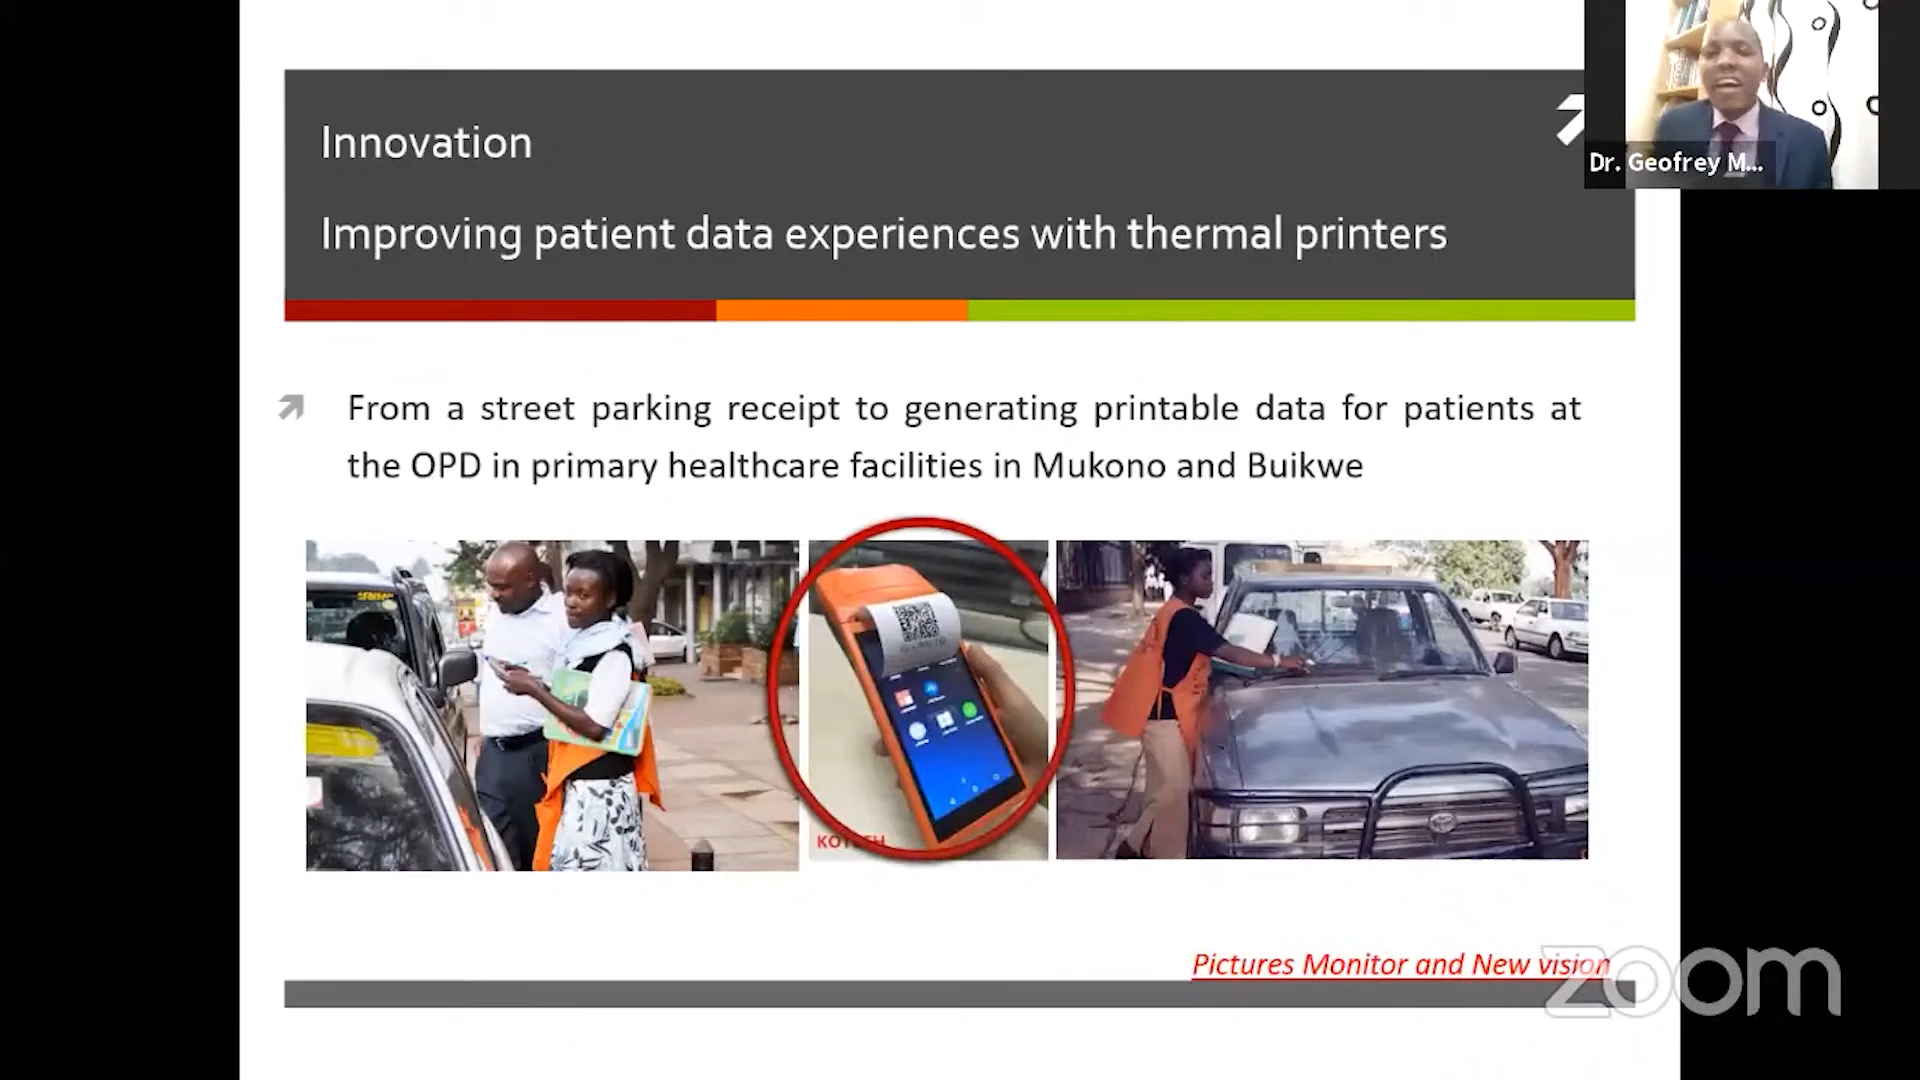 Innovation
Improving patient data experiences with thermal printers
Dr. Geofrey M...
From a street parking receipt to generating printable data for patients at
the OPD in primary healthcare facilities in Mukono and Buikwe
Pictures Monitor and New vision
zoom